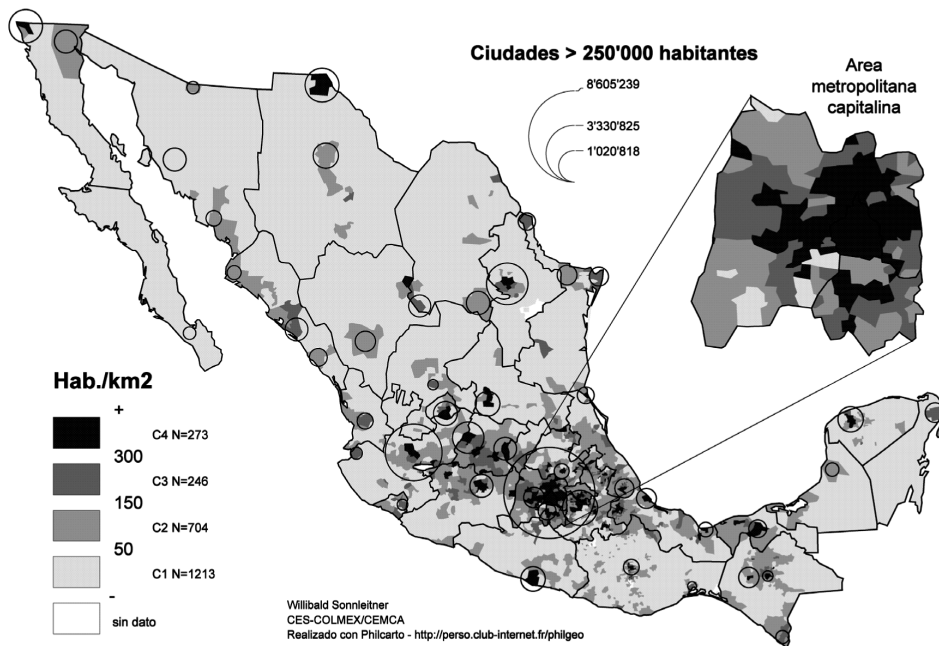 Ciudades > 250'000 habitantes
8'605'239
3'330'825
1'020'818
Area
metropolitana
capitalina
Hab./km2
+
C4 N=273
300
C3 N=246
150
C2 N=704
50
C1 N=1213
-
sin dato
Willibald Sonnleitner
CES-COLMEX/CEMCA
Realizado con Philcarto - http://perso.club-internet.fr/philgeo